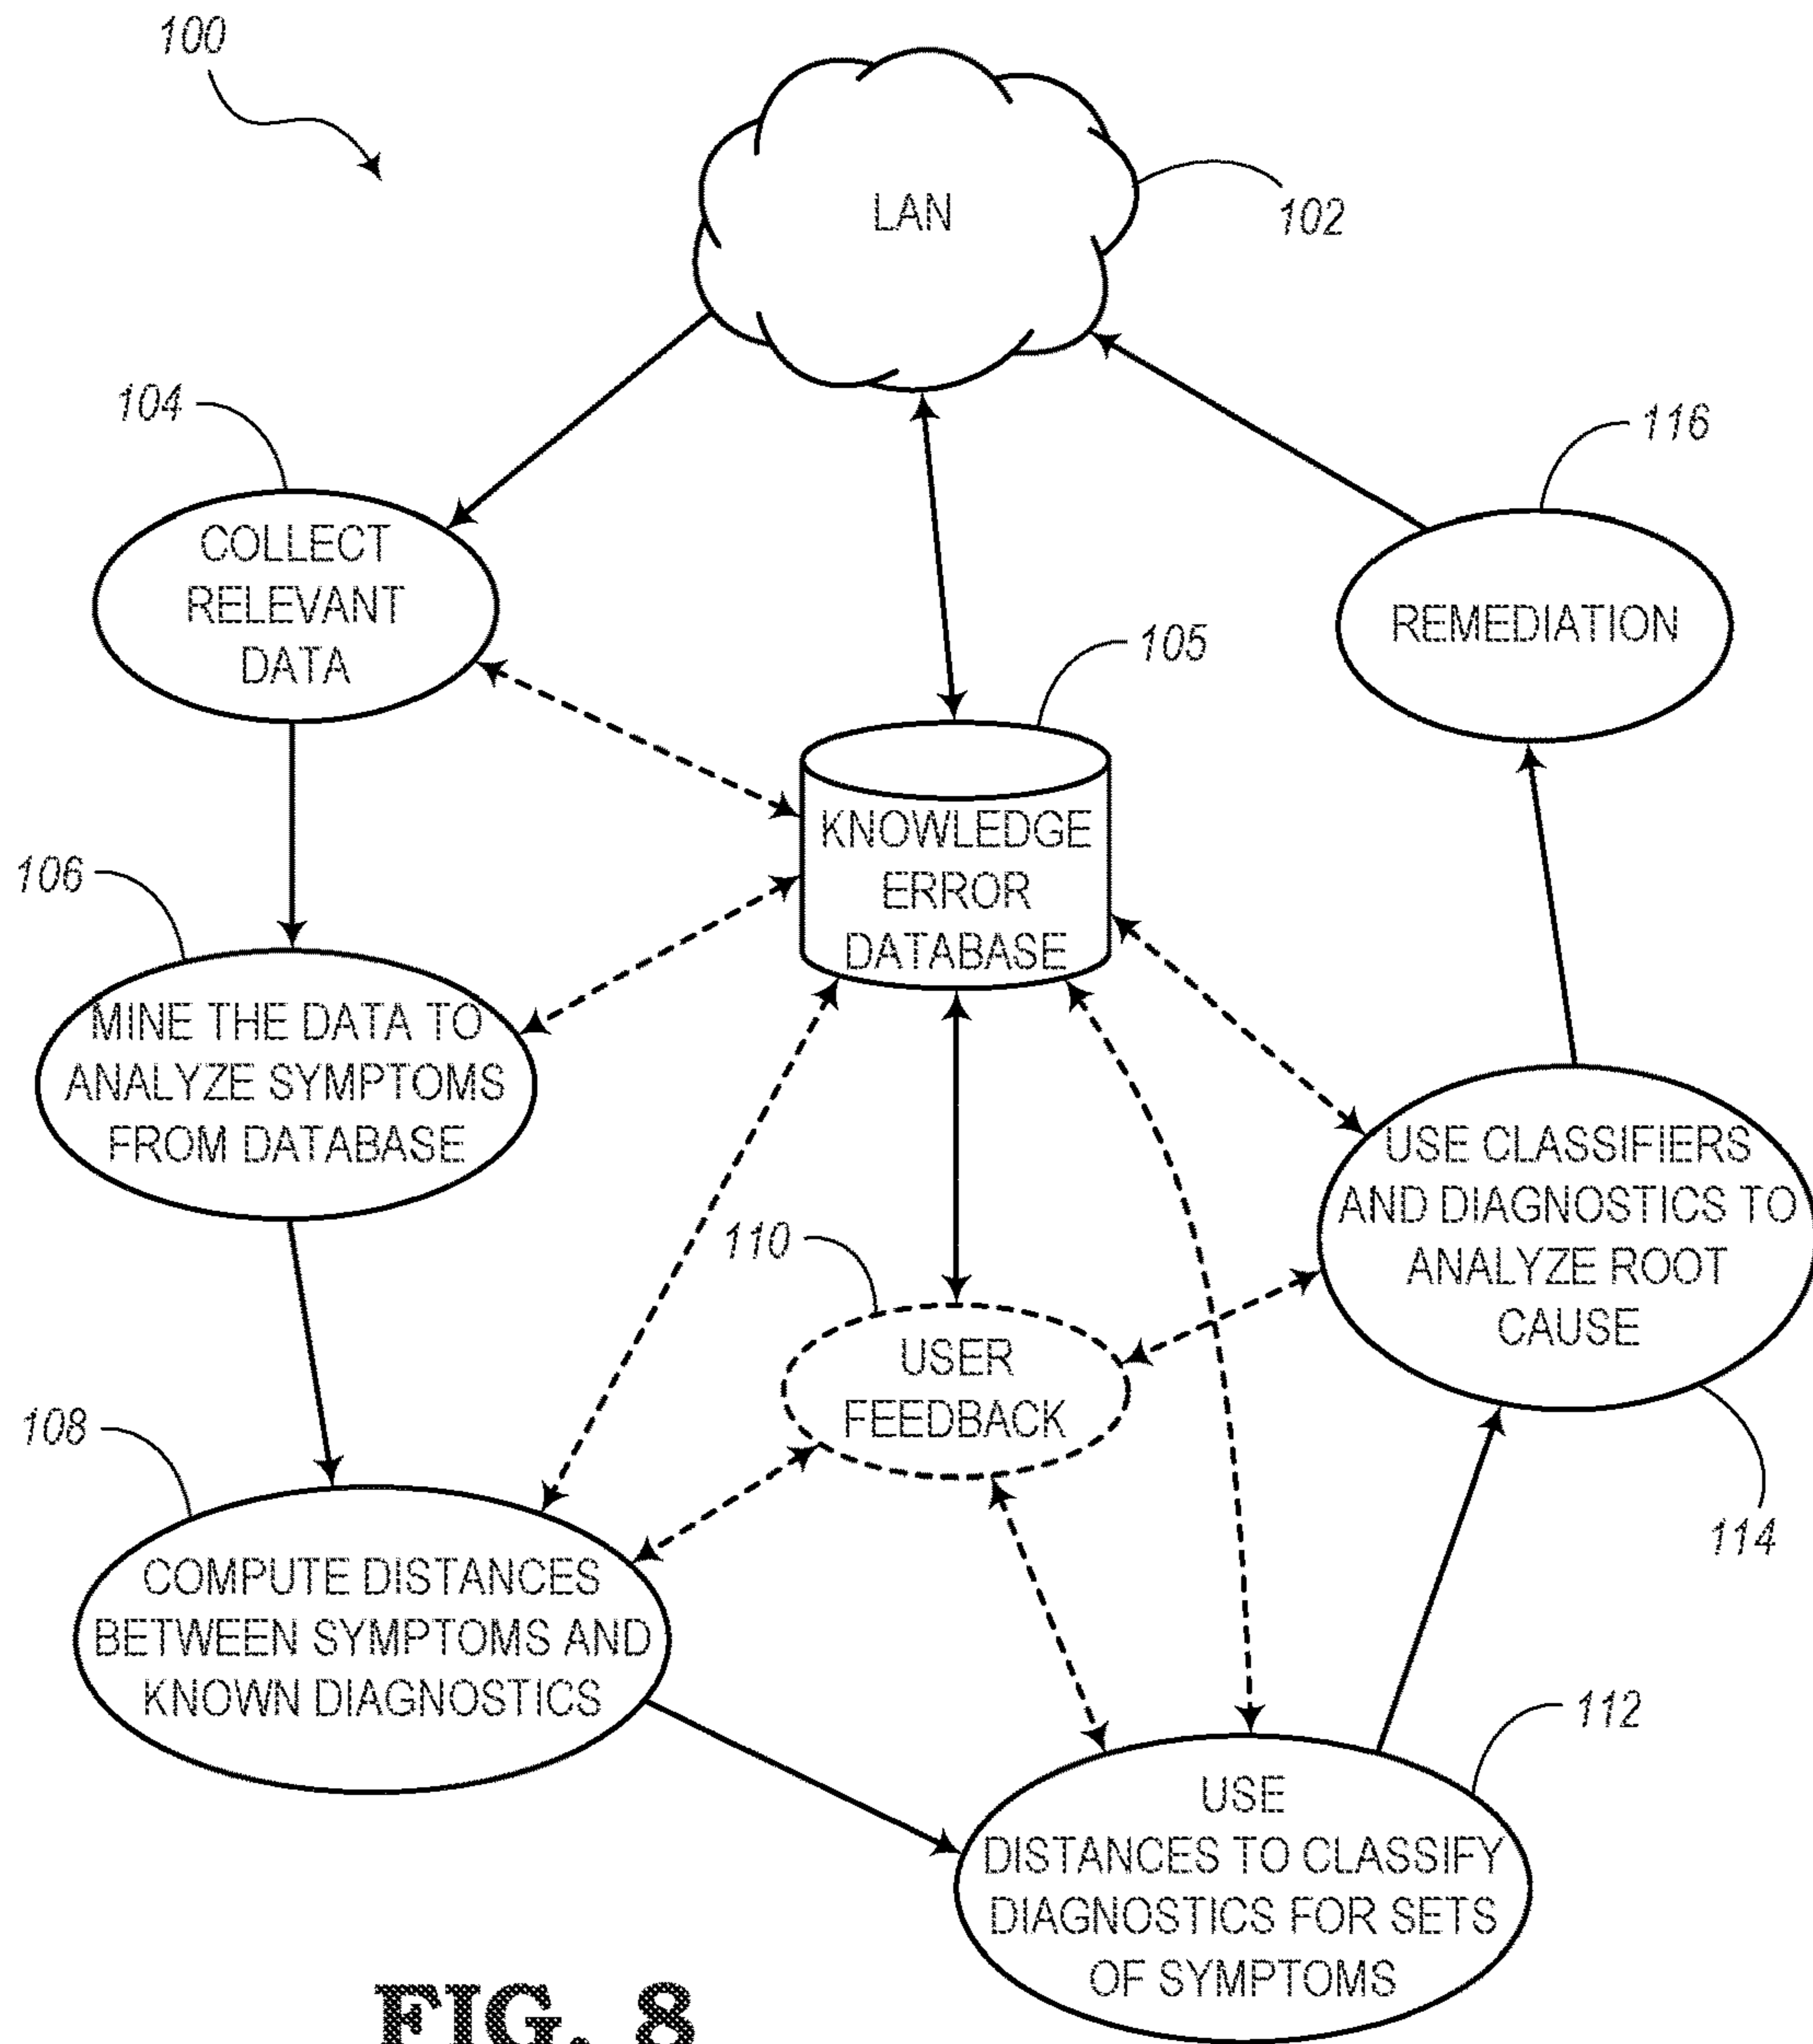 100
LAN
102
104
116
COLLECT
RELEVANT
DATA
REMEDIATION
105
KNOWLEDGE
ERROR
DATABASE
106
MINE THE DATA TO
ANALYZE SYMPTOMS
FROM DATABASE
USE CLASSIFIERS
AND DIAGNOSTICS TO
ANALYZE ROOT
CAUSE
110
USER
FEEDBACK
108
114
COMPUTE DISTANCES
BETWEEN SYMPTOMS AND
KNOWN DIAGNOSTICS
112
USE
DISTANCES TO CLASSIFY
DIAGNOSTICS FOR SETS
OF SYMPTOMS
FIG. 8